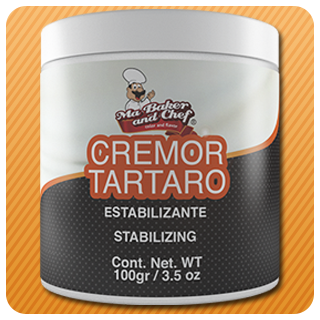 Ma Baker
and Chef
CREMOR
TARTARO
ESTABILIZANTE
STABILIZING
Cont. Net. WT
100gr / 3.5 oz